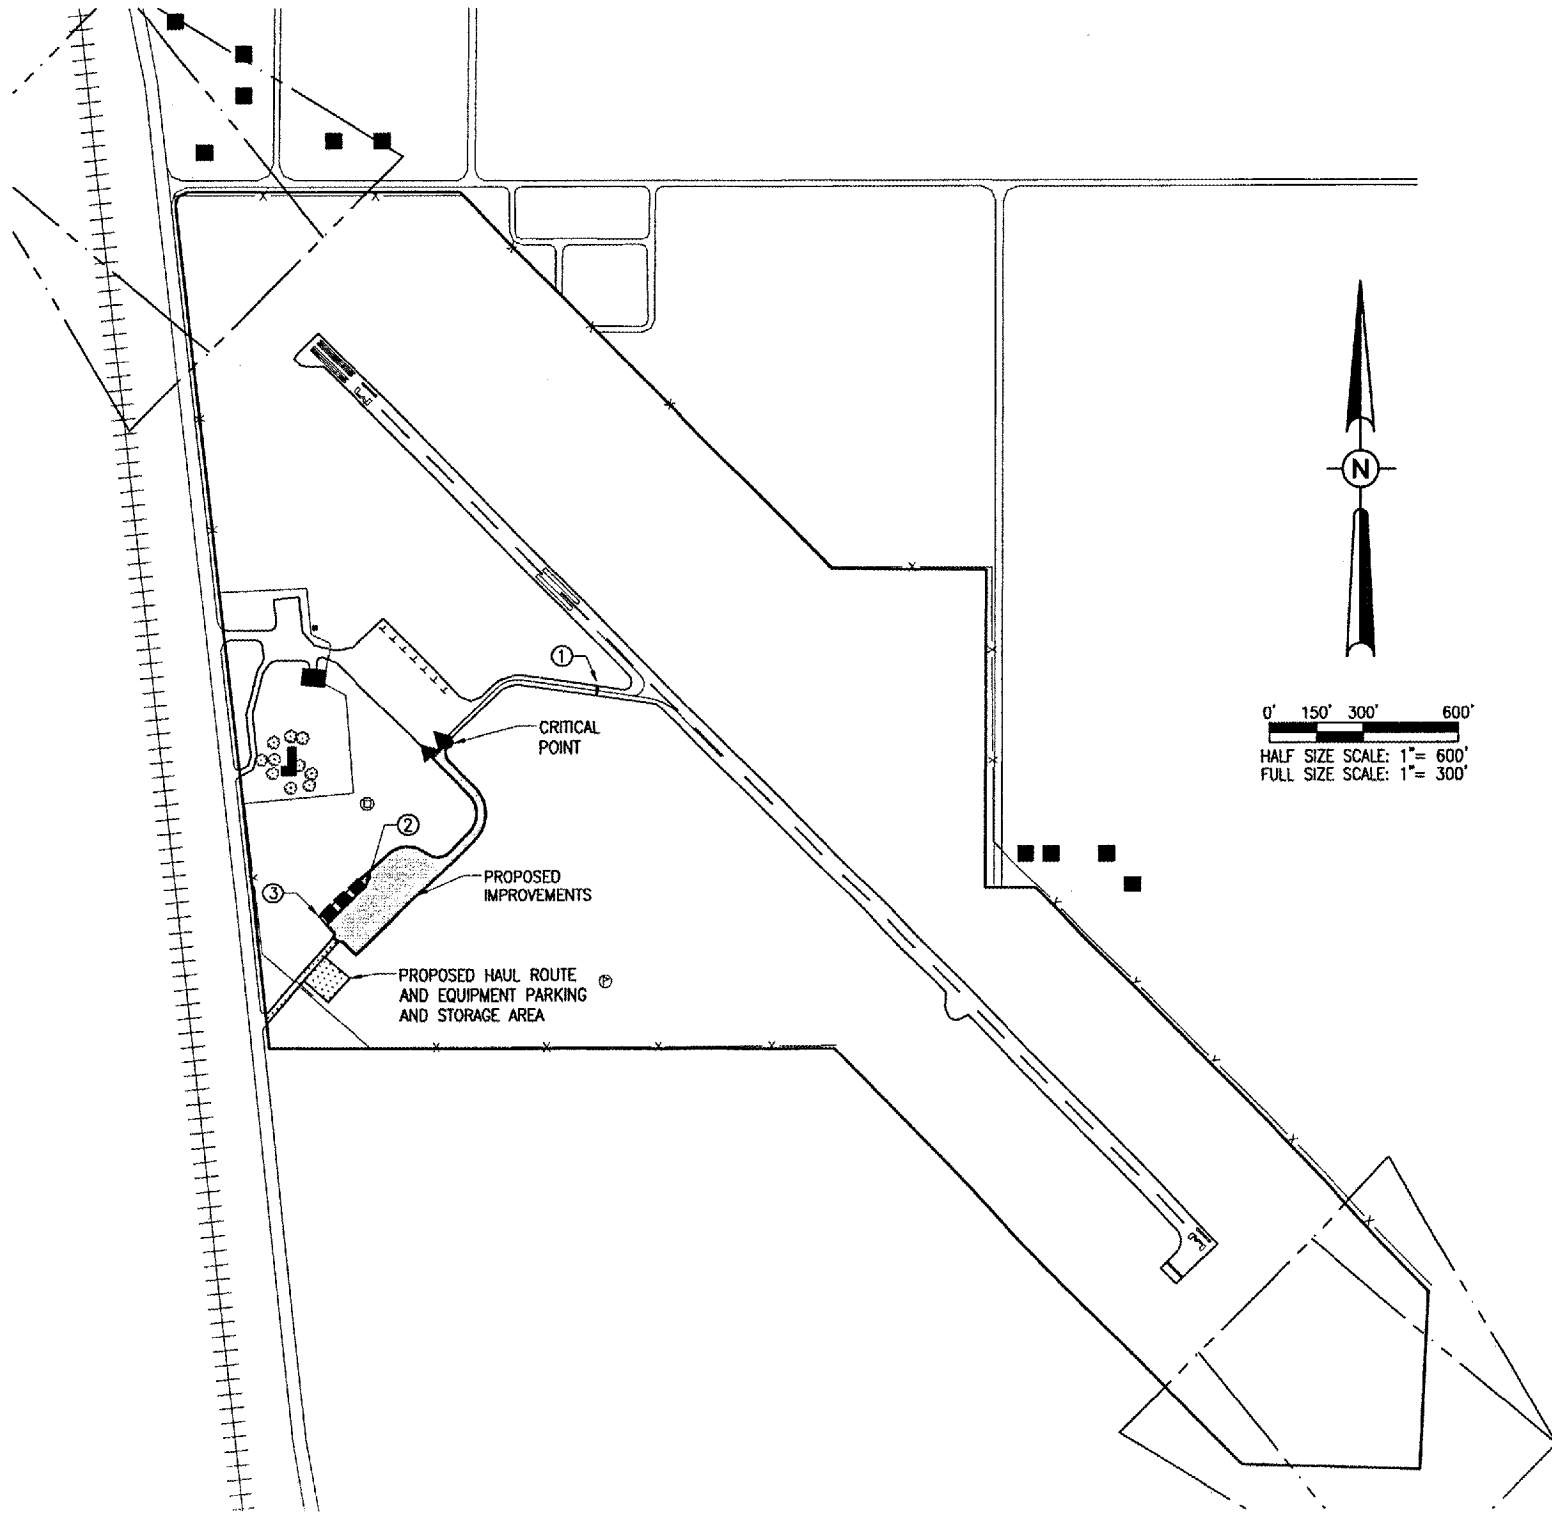 N
0' 150' 300' 600'
HALF SIZE SCALE: 1"= 600'
FULL SIZE SCALE: 1"= 300'
1
CRITICAL
POINT
2
PROPOSED
IMPROVEMENTS
3
PROPOSED HAUL ROUTE
AND EQUIPMENT PARKING
AND STORAGE AREA